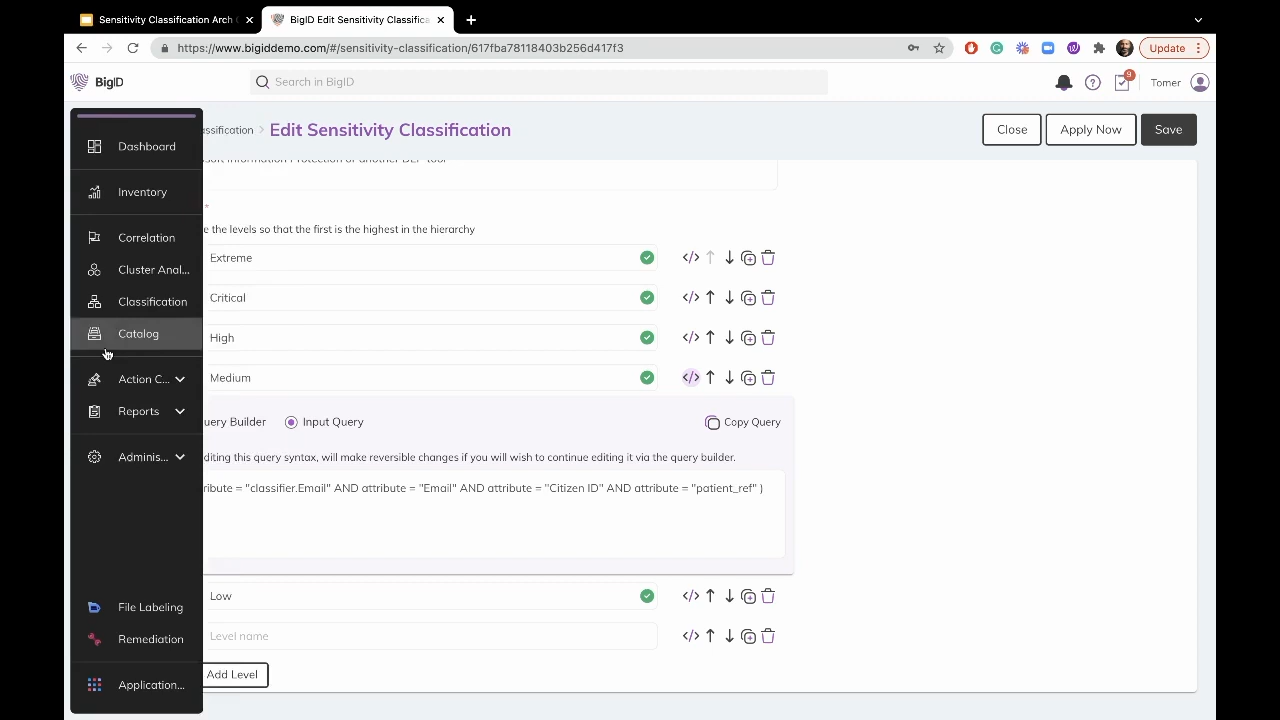 Sensitivity Classification Arch
BigID Edit Sensitivity Classifica
https://www.bigiddemo.com/#/sensitivity-classification/617fba78118403b256d417f3
Update
BigID
Search in BigID
9
Tomer
assification > Edit Sensitivity Classification
Close
Apply Now
Save
Dashboard
Inventory
Correlation
Cluster Anal...
Classification
Catalog
Action C...
Reports
Adminis...
File Labeling
Remediation
Application...
*
e the levels so that the first is the highest in the hierarchy
Extreme
Critical
High
Medium
uery Builder
Input Query
Copy Query
diting this query syntax, will make reversible changes if you will wish to continue editing it via the query builder.
ribute = "classifier.Email" AND attribute = "Email" AND attribute = "Citizen ID" AND attribute = "patient_ref" )
Low
Level name
Add Level